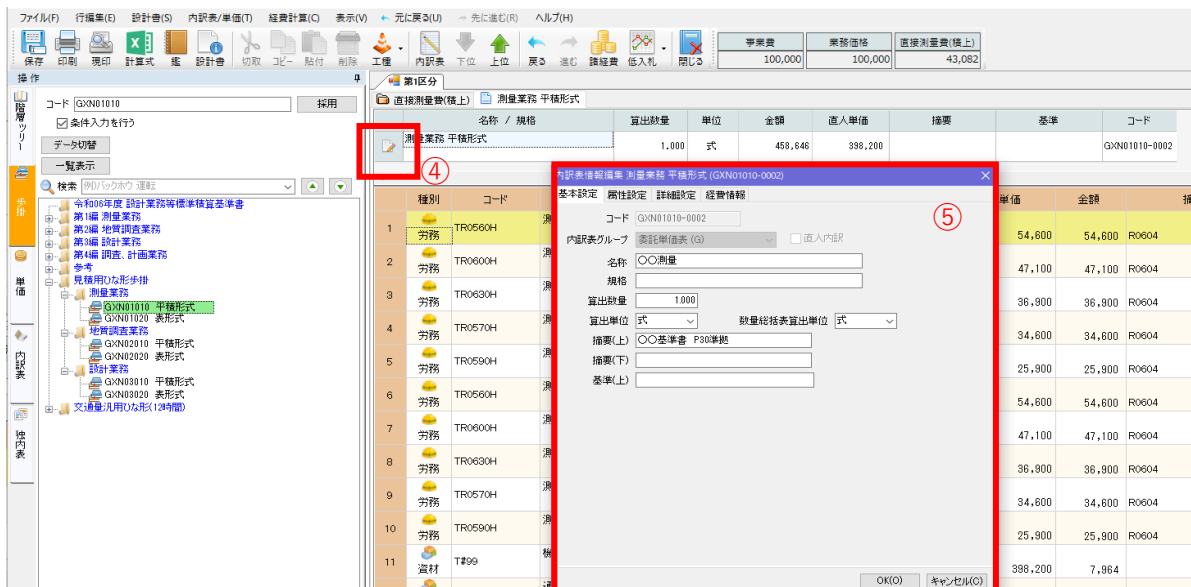 ファイル(F) 行編集(E) 設計書(S) 内訳表/単価(T) 経費計算(C) 表示(V) 元に戻る(U) 先に進む(R) ヘルプ(H)
保存 印刷 現印 計算式 鑑 設計書 切取 コピー 貼付 削除 工種 内訳表 下位 上位 戻る 進む 諸経費 低入札 閉じる
事業費 業務価格 直接測量費(積上)
100,000 100,000 43,082
操作
階層ツリー
歩掛
単価
内訳表
独内表
コード GXN01010 採用
条件入力を行う
データ切替
一覧表示
検索 例)バックホウ 運転
令和06年度 設計業務等標準積算基準書
第1編 測量業務
第2編 地質調査業務
第3編 設計業務
第4編 調査、計画業務
参考
見積用ひな形歩掛
測量業務
GXN01010 平積形式
GXN01020 表形式
地質調査業務
GXN02010 平積形式
GXN02020 表形式
設計業務
GXN03010 平積形式
GXN03020 表形式
交通量汎用ひな形(12時間)
第1区分
直接測量費(積上) 測量業務 平積形式
名称 / 規格 算出数量 単位 金額 直人単価 摘要 基準 コード
測量業務 平積形式
1.000 式 458,646 398,200 GXN01010-0002
④
種別 コード 単価 金額 摘
1 労務 TR0560H 測 54,600 54,600 R0604
2 労務 TR0600H 測 47,100 47,100 R0604
3 労務 TR0630H 測 36,900 36,900 R0604
4 労務 TR0570H 測 34,600 34,600 R0604
5 労務 TR0590H 測 25,900 25,900 R0604
6 労務 TR0560H 測 54,600 54,600 R0604
7 労務 TR0600H 測 47,100 47,100 R0604
8 労務 TR0630H 測 36,900 36,900 R0604
9 労務 TR0570H 測 34,600 34,600 R0604
10 労務 TR0590H 測 25,900 25,900 R0604
11 資材 T#99 機 398,200 7,964
内訳表情報編集 測量業務 平積形式 (GXN01010-0002)
基本設定 属性設定 詳細設定 経費情報
⑤
コード GXN01010-0002
内訳表グループ 委託単価表 (G) 直人内訳
名称 〇〇測量
規格
算出数量 1.000
算出単位 式 数量総括表算出単位 式
摘要(上) 〇〇基準書 P30準拠
摘要(下)
基準(上)
OK(O) キャンセル(C)